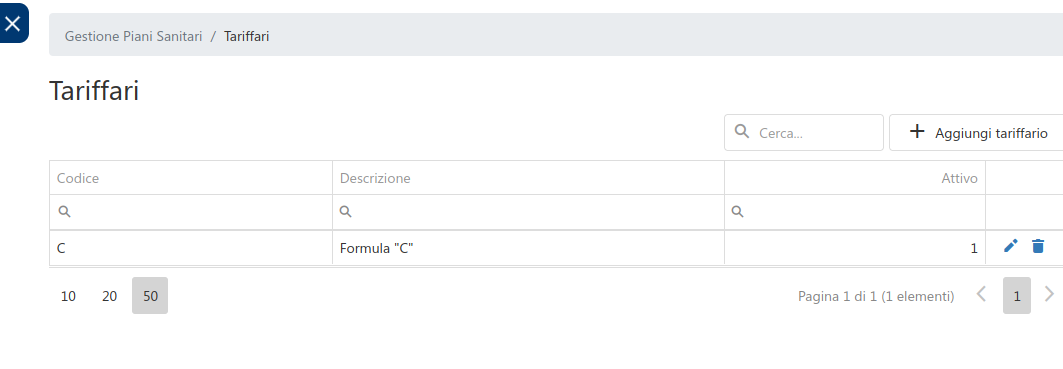 Gestione Piani Sanitari / Tariffari
Tariffari
Cerca...
Aggiungi tariffario
Codice Descrizione Attivo
C Formula "C" 1
10 20 50 Pagina 1 di 1 (1 elementi) 1